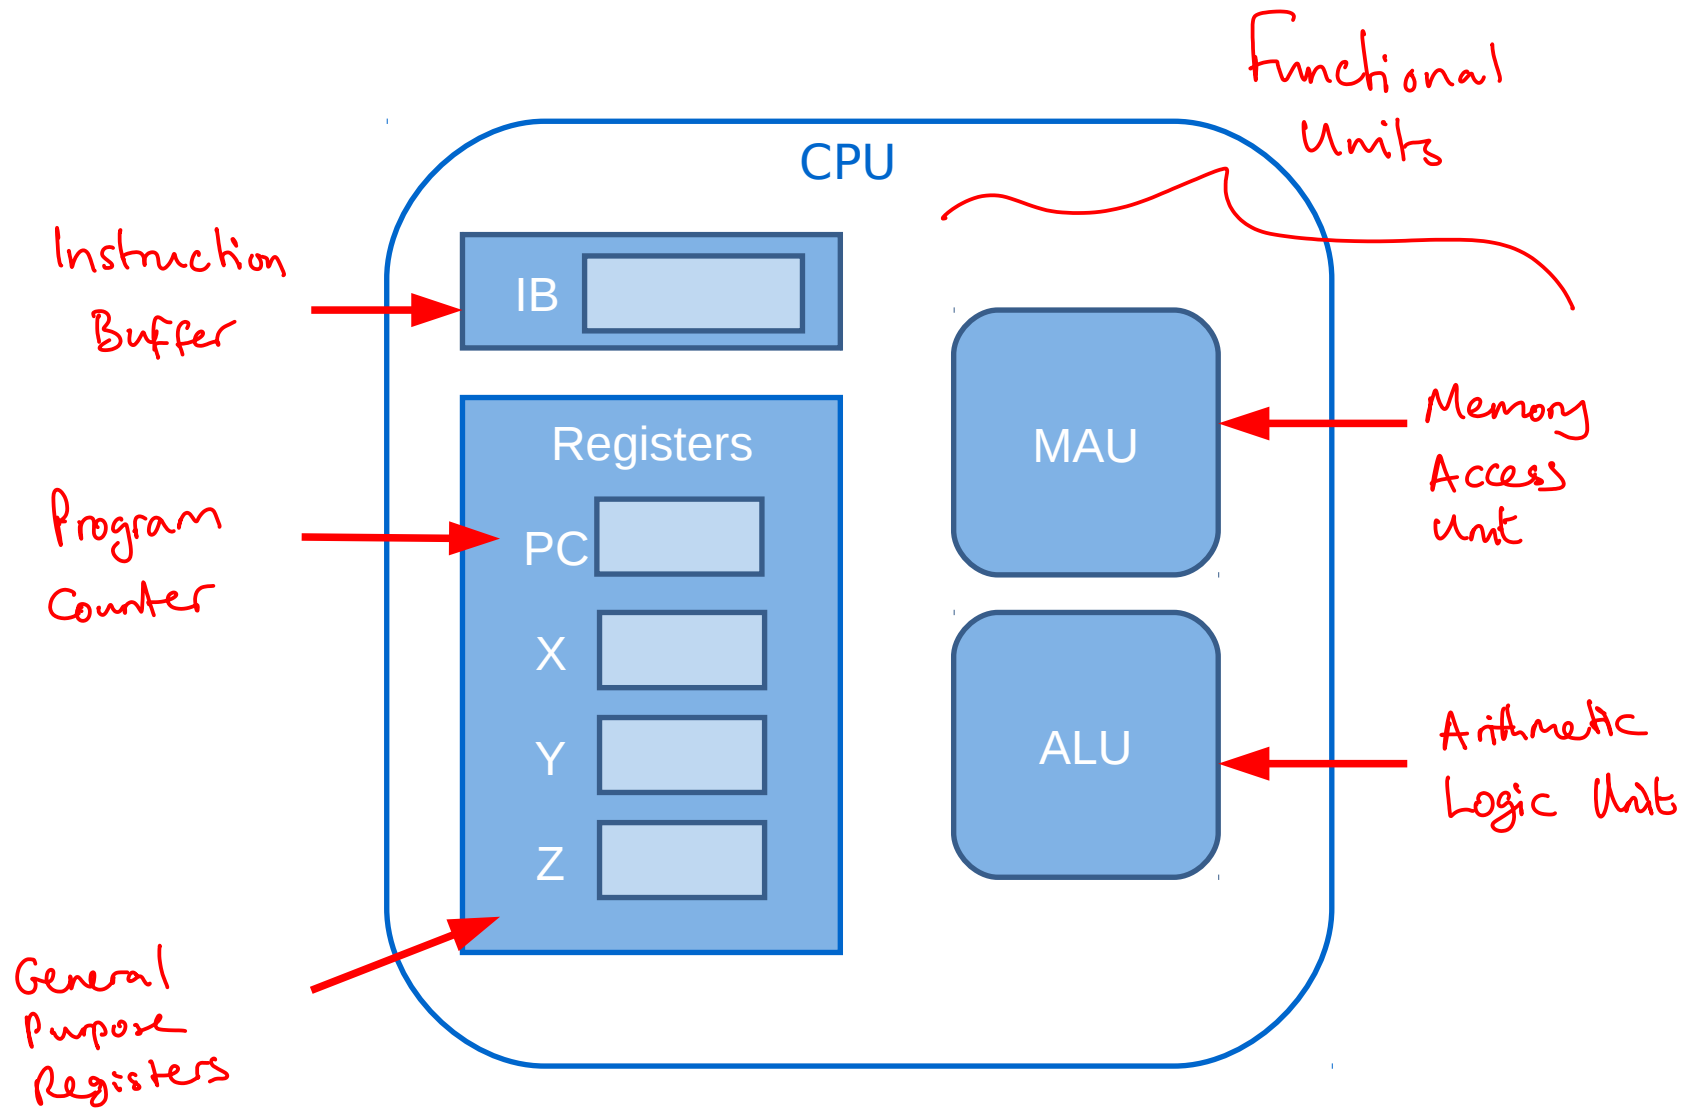 Functional
Units
CPU
Instruction
Buffer
IB
Registers
Program
Counter
PC
X
Y
Z
General
Purpose
Registers
MAU
Memory
Access
Unit
ALU
Arithmetic
Logic Unit